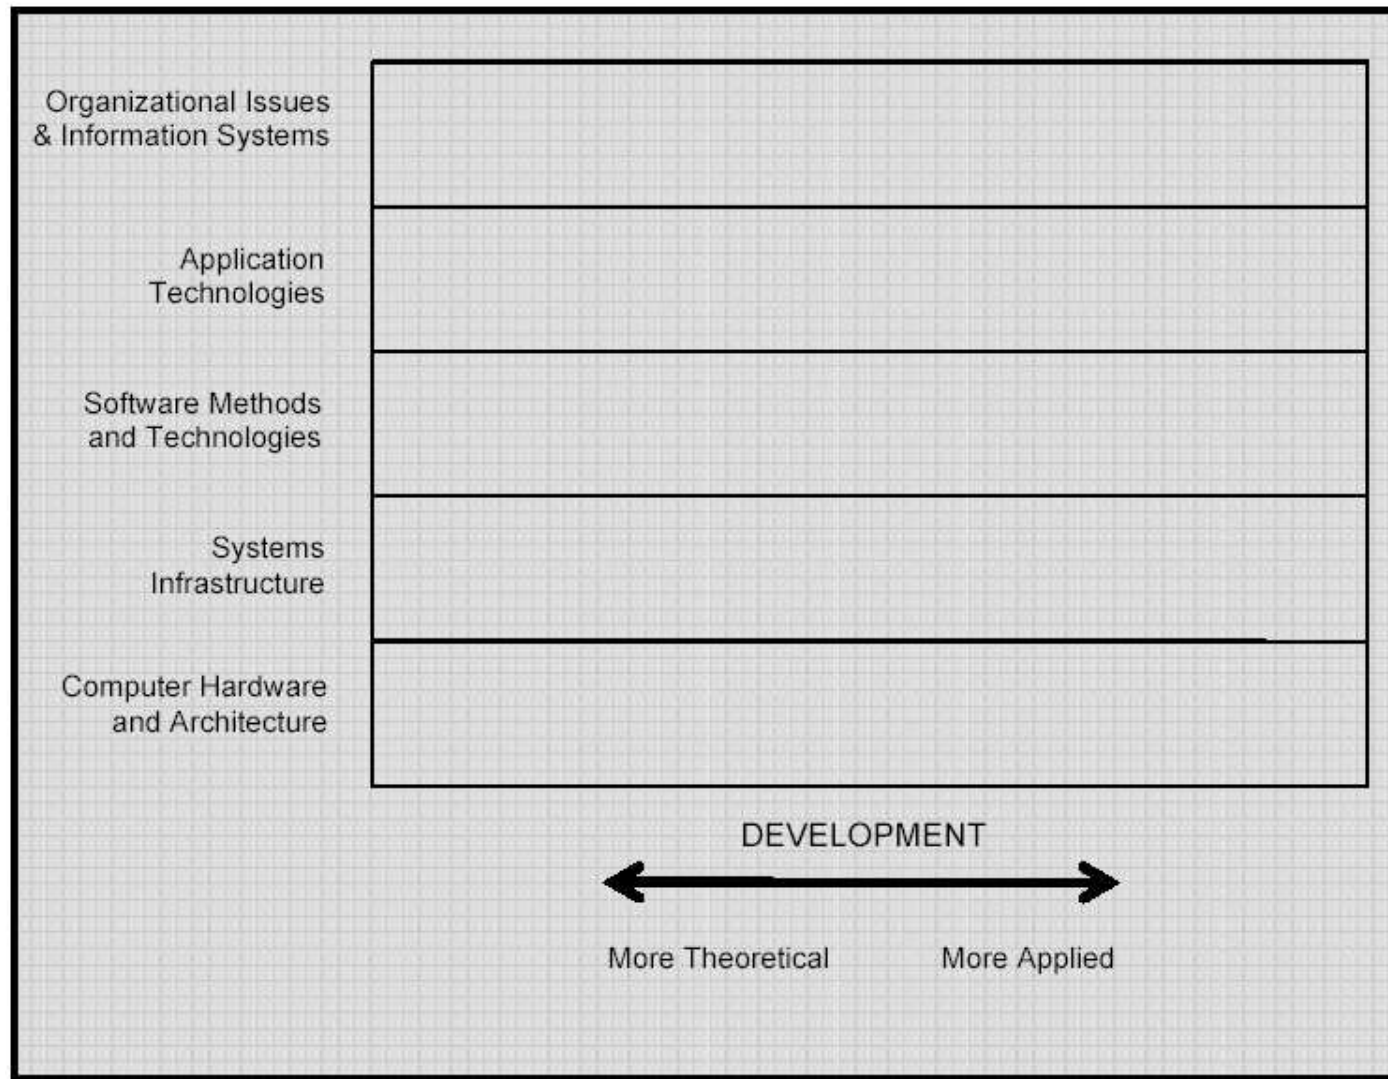 Organizational Issues
& Information Systems
Application
Technologies
Software Methods
and Technologies
Systems
Infrastructure
Computer Hardware
and Architecture
DEVELOPMENT
More Theoretical
More Applied